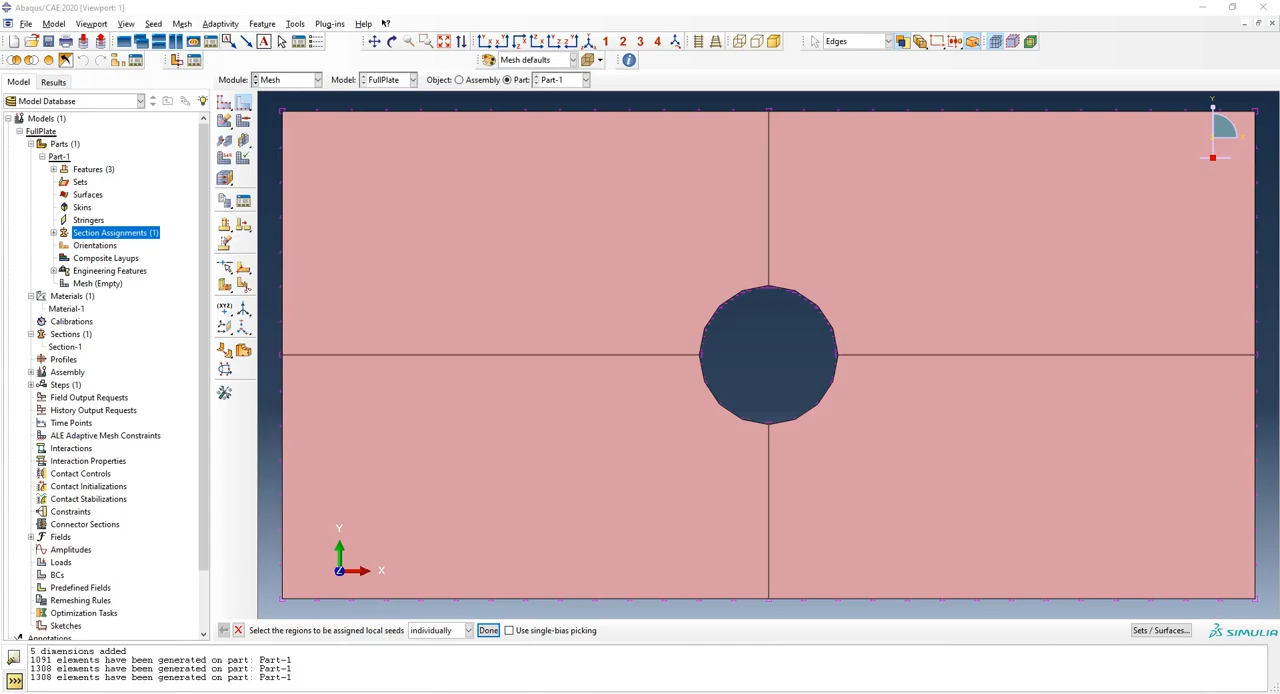 Abaqus/CAE 2020 [Viewport: 1]
File Model Viewport View Seed Mesh Adaptivity Feature Tools Plug-ins Help
1 2 3 4 Edges
Mesh defaults
Model Results Module: Mesh Model: FullPlate Object: Assembly Part: Part-1
Model Database
Models (1)
FullPlate
Parts (1)
Part-1
Features (3)
Sets
Surfaces
Skins
Stringers
Section Assignments (1)
Orientations
Composite Layups
Engineering Features
Mesh (Empty)
Materials (1)
Material-1
Calibrations
Sections (1)
Section-1
Profiles
Assembly
Steps (1)
Field Output Requests
History Output Requests
Time Points
ALE Adaptive Mesh Constraints
Interactions
Interaction Properties
Contact Controls
Contact Initializations
Contact Stabilizations
Constraints
Connector Sections
Fields
Amplitudes
Loads
BCs
Predefined Fields
Remeshing Rules
Optimization Tasks
Sketches
Annotations
(XYZ)
Y
Y
Z
X
Select the regions to be assigned local seeds individually Done Use single-bias picking Sets / Surfaces...
SIMULIA
5 dimensions added
1091 elements have been generated on part: Part-1
1308 elements have been generated on part: Part-1
1308 elements have been generated on part: Part-1
>>>